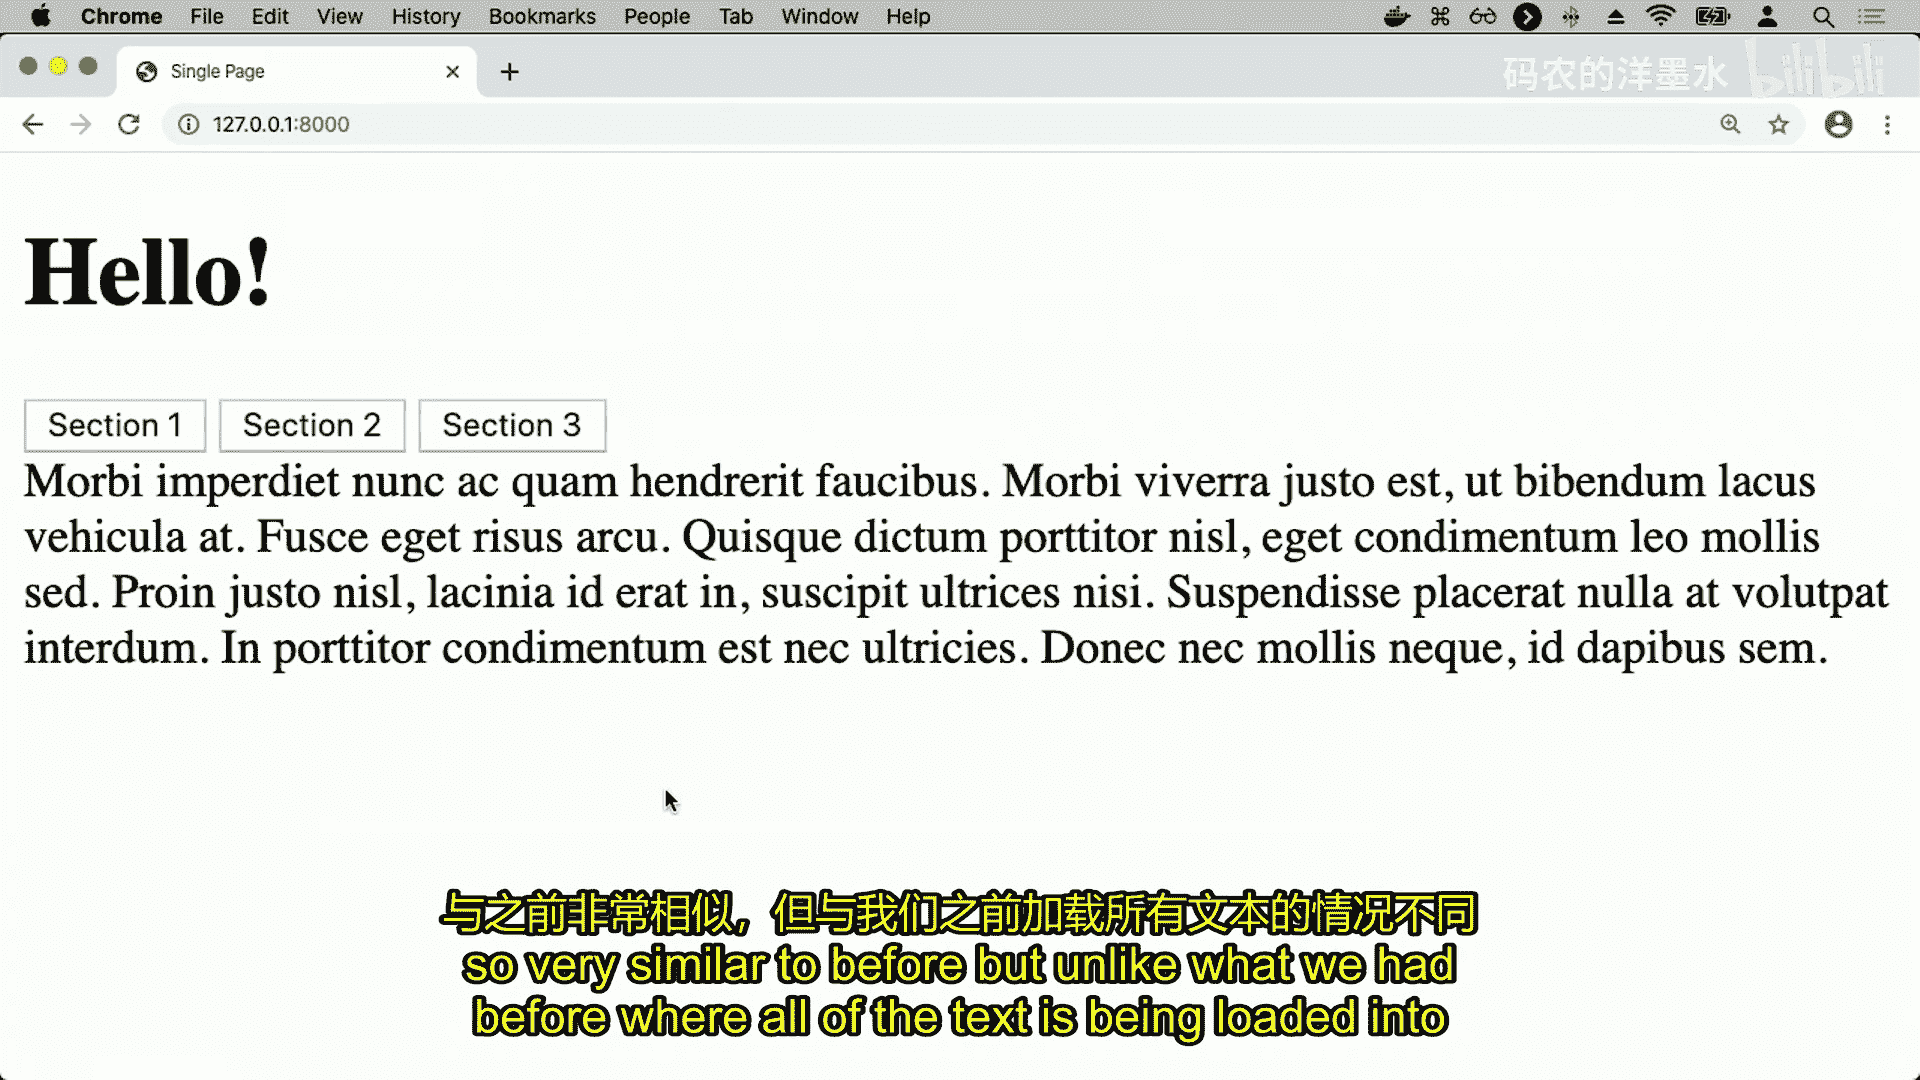 Chrome File Edit View History Bookmarks People Tab Window Help
Single Page
码农的洋墨水 bilibili
127.0.0.1:8000
Hello!
Section 1 Section 2 Section 3
Morbi imperdiet nunc ac quam hendrerit faucibus. Morbi viverra justo est, ut bibendum lacus
vehicula at. Fusce eget risus arcu. Quisque dictum porttitor nisl, eget condimentum leo mollis
sed. Proin justo nisl, lacinia id erat in, suscipit ultrices nisi. Suspendisse placerat nulla at volutpat
interdum. In porttitor condimentum est nec ultricies. Donec nec mollis neque, id dapibus sem.
与之前非常相似，但与我们之前加载所有文本的情况不同
so very similar to before but unlike what we had
before where all of the text is being loaded into